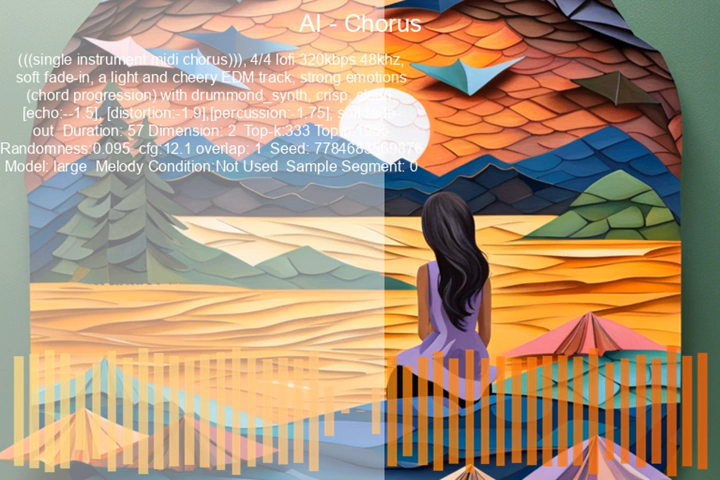 AI - Chorus
(((single instrument midi chorus))), 4/4 lofi 320kbps 48khz,
soft fade-in, a light and cheery EDM track, strong emotions
(chord progression) with drummond_synth, crisp, clean,
[echo:--1.5], [distortion:-1.9],[percussion:-1.75],
out Duration: 57 Dimension: 2 Top-k:333 Top
Randomness:0.095, cfg:12.1 overlap: 1 Seed:
Model: large Melody Condition:Not Used Sample Segment: 0